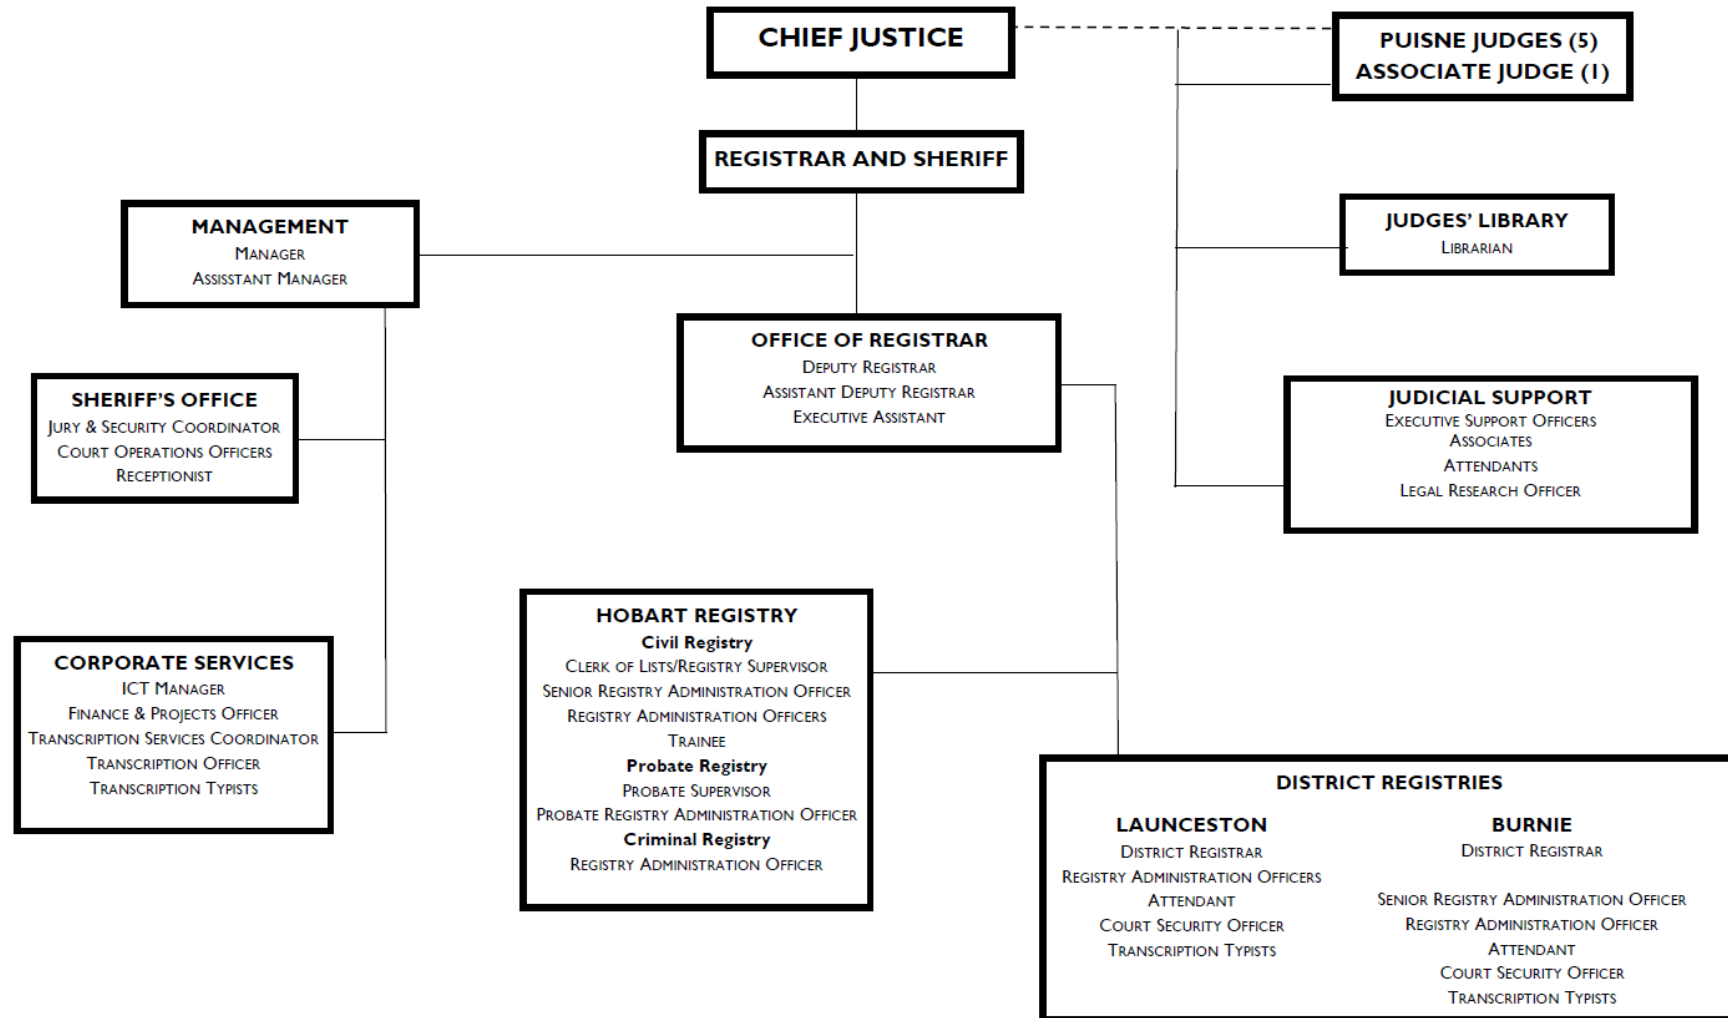 CHIEF JUSTICE
PUISNE JUDGES (5)
ASSOCIATE JUDGE (1)
REGISTRAR AND SHERIFF
MANAGEMENT
MANAGER
ASSISSTANT MANAGER
JUDGES' LIBRARY
LIBRARIAN
OFFICE OF REGISTRAR
DEPUTY REGISTRAR
ASSISTANT DEPUTY REGISTRAR
EXECUTIVE ASSISTANT
SHERIFF'S OFFICE
JURY & SECURITY COORDINATOR
COURT OPERATIONS OFFICERS
RECEPTIONIST
JUDICIAL SUPPORT
EXECUTIVE SUPPORT OFFICERS
ASSOCIATES
ATTENDANTS
LEGAL RESEARCH OFFICER
HOBART REGISTRY
Civil Registry
CLERK OF LISTS/REGISTRY SUPERVISOR
SENIOR REGISTRY ADMINISTRATION OFFICER
REGISTRY ADMINISTRATION OFFICERS
TRAINEE
Probate Registry
PROBATE SUPERVISOR
PROBATE REGISTRY ADMINISTRATION OFFICER
Criminal Registry
REGISTRY ADMINISTRATION OFFICER
CORPORATE SERVICES
ICT MANAGER
FINANCE & PROJECTS OFFICER
TRANSCRIPTION SERVICES COORDINATOR
TRANSCRIPTION OFFICER
TRANSCRIPTION TYPISTS
DISTRICT REGISTRIES
LAUNCESTON
DISTRICT REGISTRAR
REGISTRY ADMINISTRATION OFFICERS
ATTENDANT
COURT SECURITY OFFICER
TRANSCRIPTION TYPISTS
BURNIE
DISTRICT REGISTRAR
SENIOR REGISTRY ADMINISTRATION OFFICER
REGISTRY ADMINISTRATION OFFICER
ATTENDANT
COURT SECURITY OFFICER
TRANSCRIPTION TYPISTS